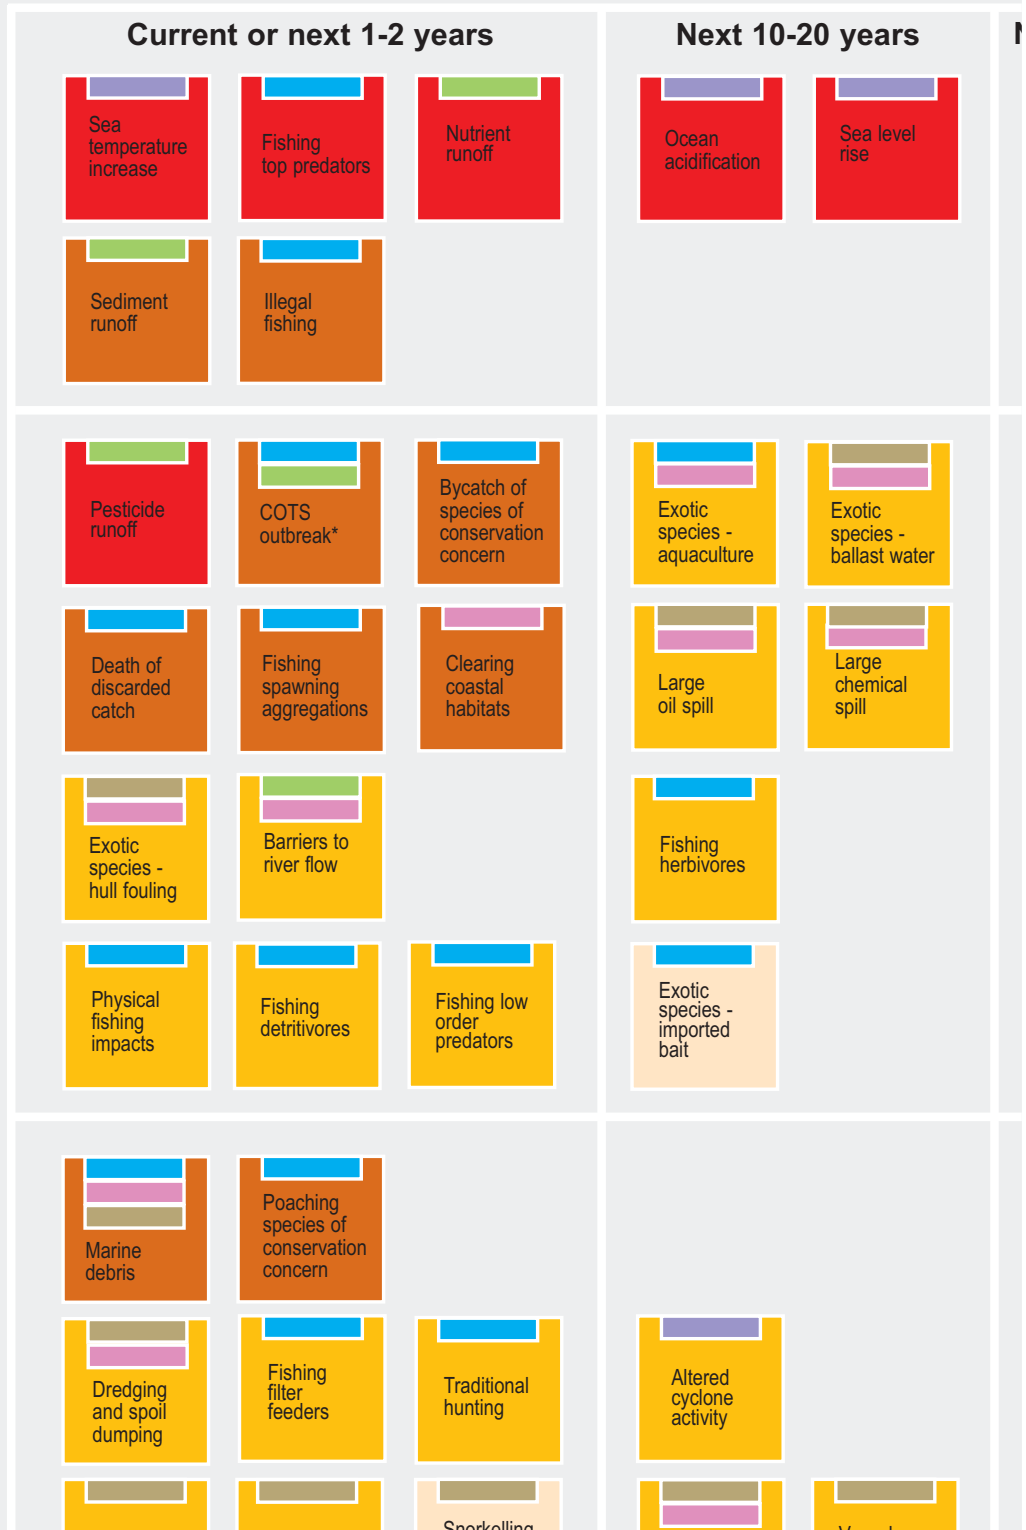 Current or next 1-2 years
Next 10-20 years
Sea
temperature
increase
Fishing
top predators
Nutrient
runoff
Ocean
acidification
Sea level
rise
Sediment
runoff
Illegal
fishing
Pesticide
runoff
COTS
outbreak*
Bycatch of
species of
conservation
concern
Exotic
species -
aquaculture
Exotic
species -
ballast water
Death of
discarded
catch
Fishing
spawning
aggregations
Clearing
coastal
habitats
Large
oil spill
Large
chemical
spill
Exotic
species -
hull fouling
Barriers to
river flow
Fishing
herbivores
Physical
fishing
impacts
Fishing
detritivores
Fishing low
order
predators
Exotic
species -
imported
bait
Marine
debris
Poaching
species of
conservation
concern
Dredging
and spoil
dumping
Fishing
filter
feeders
Traditional
hunting
Altered
cyclone
activity
Snorkelling